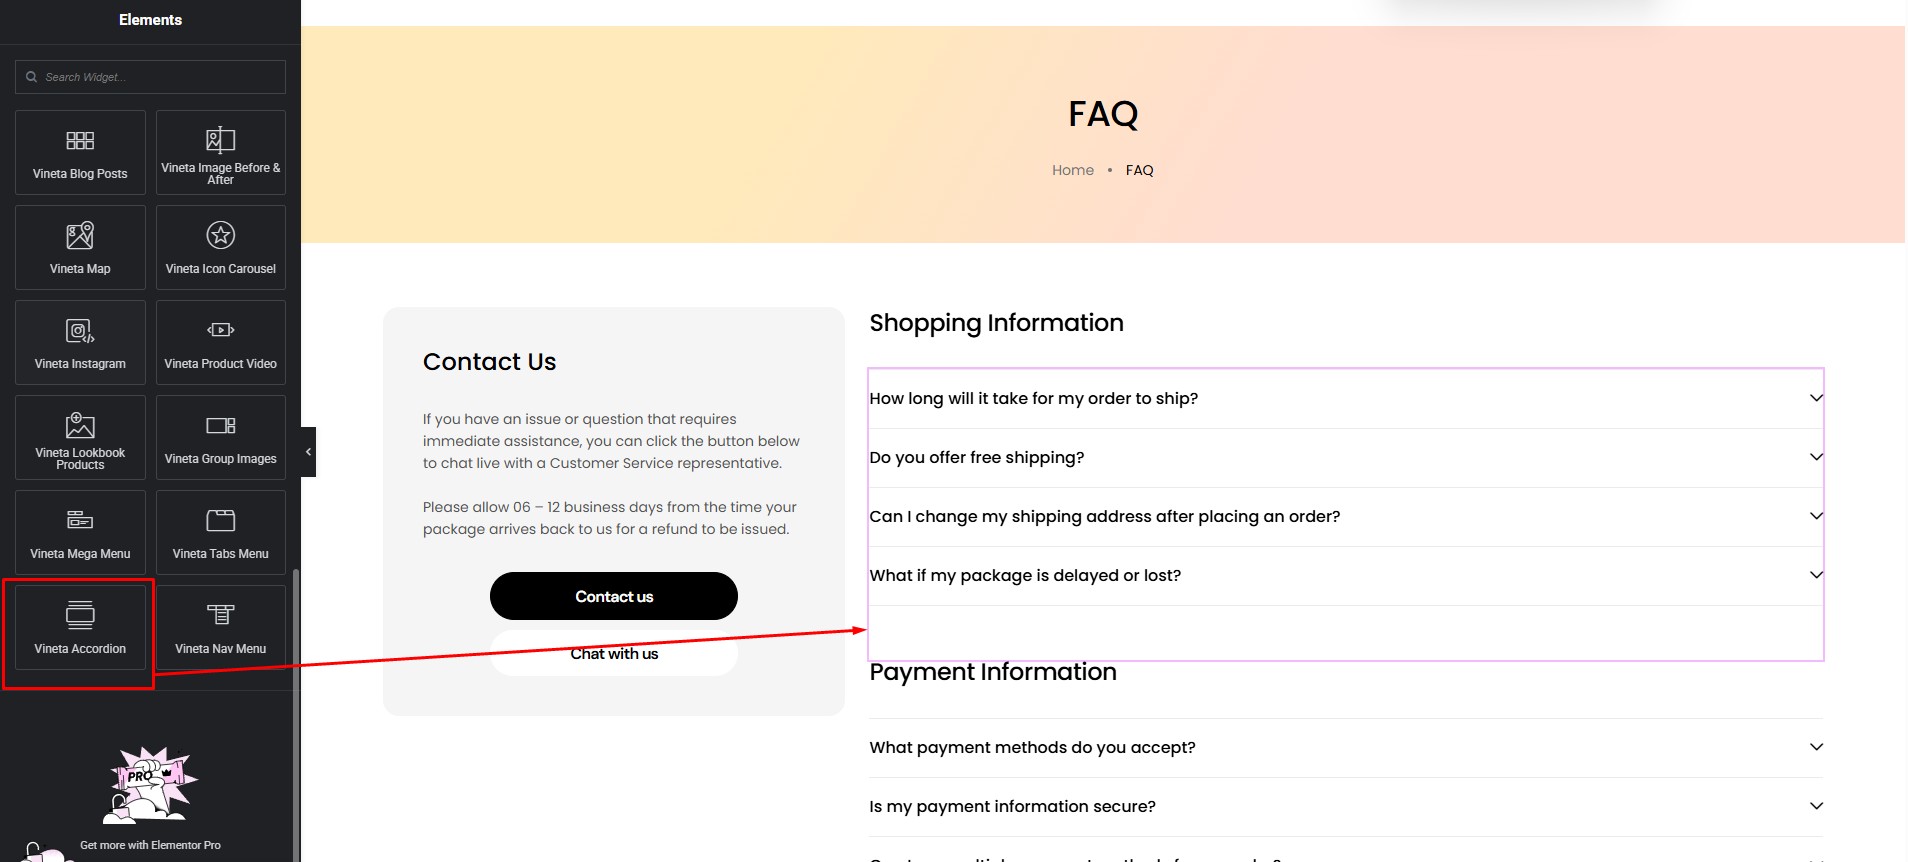 Elements
Search Widget...
Vineta Blog Posts
Vineta Image Before &
After
Vineta Map
Vineta Icon Carousel
Vineta Instagram
Vineta Product Video
Vineta Lookbook
Products
Vineta Group Images
Vineta Mega Menu
Vineta Tabs Menu
Vineta Accordion
Vineta Nav Menu
PRO
Get more with Elementor Pro
FAQ
Home • FAQ
Contact Us
If you have an issue or question that requires
immediate assistance, you can click the button below
to chat live with a Customer Service representative.
Please allow 06 – 12 business days from the time your
package arrives back to us for a refund to be issued.
Contact us
Chat with us
Shopping Information
How long will it take for my order to ship?
Do you offer free shipping?
Can I change my shipping address after placing an order?
What if my package is delayed or lost?
Payment Information
What payment methods do you accept?
Is my payment information secure?